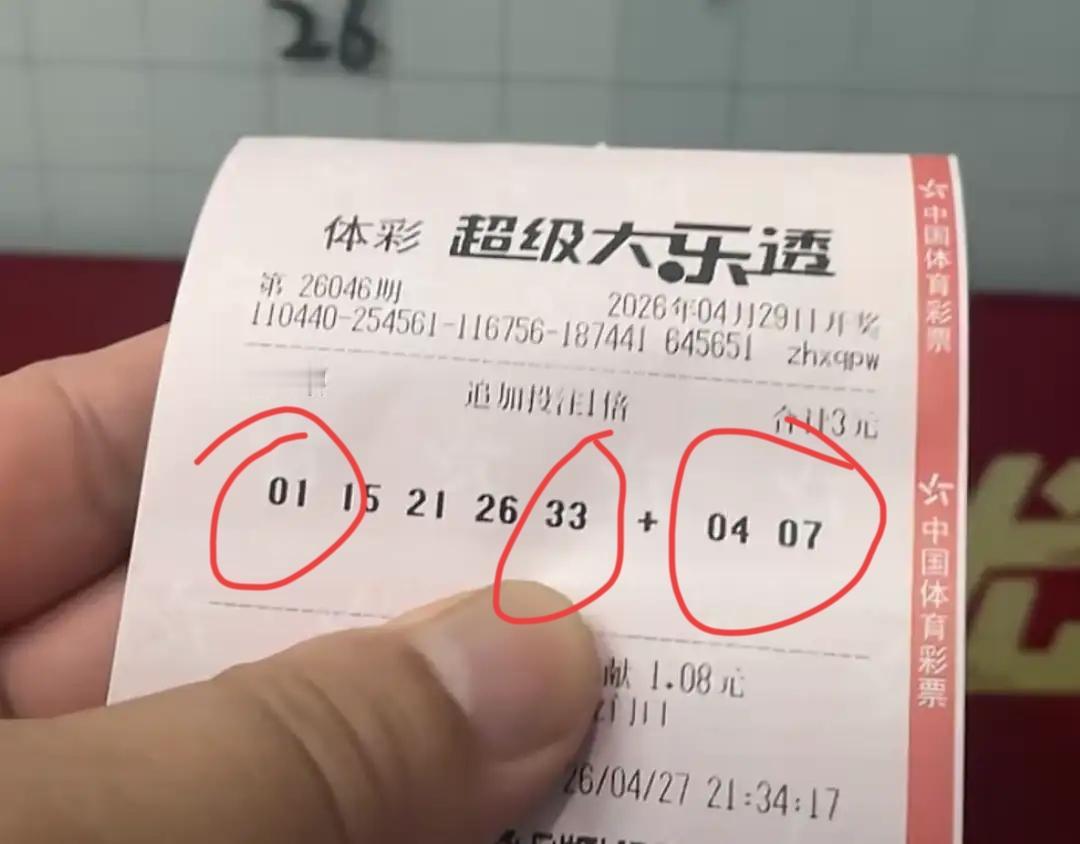 26
体彩 超级大乐透
第 26046期 2026年04月29日开奖
110440-254561-116756-187441 645651 zhxqpw
追加投注1倍 合计3元
01 15 21 26 33 + 04 07
献 1.08元
26/04/27 21:34:17
中国体育彩票
中国体育彩票